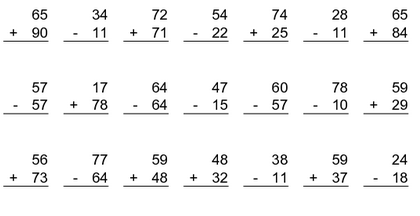 65 34 72 54 74 28 65
+ 90 - 11 + 71 - 22 + 25 - 11 + 84
57 17 64 47 60 78 59
- 57 + 78 - 64 - 15 - 57 - 10 + 29
56 77 59 48 38 59 24
+ 73 - 64 + 48 + 32 - 11 + 37 - 18